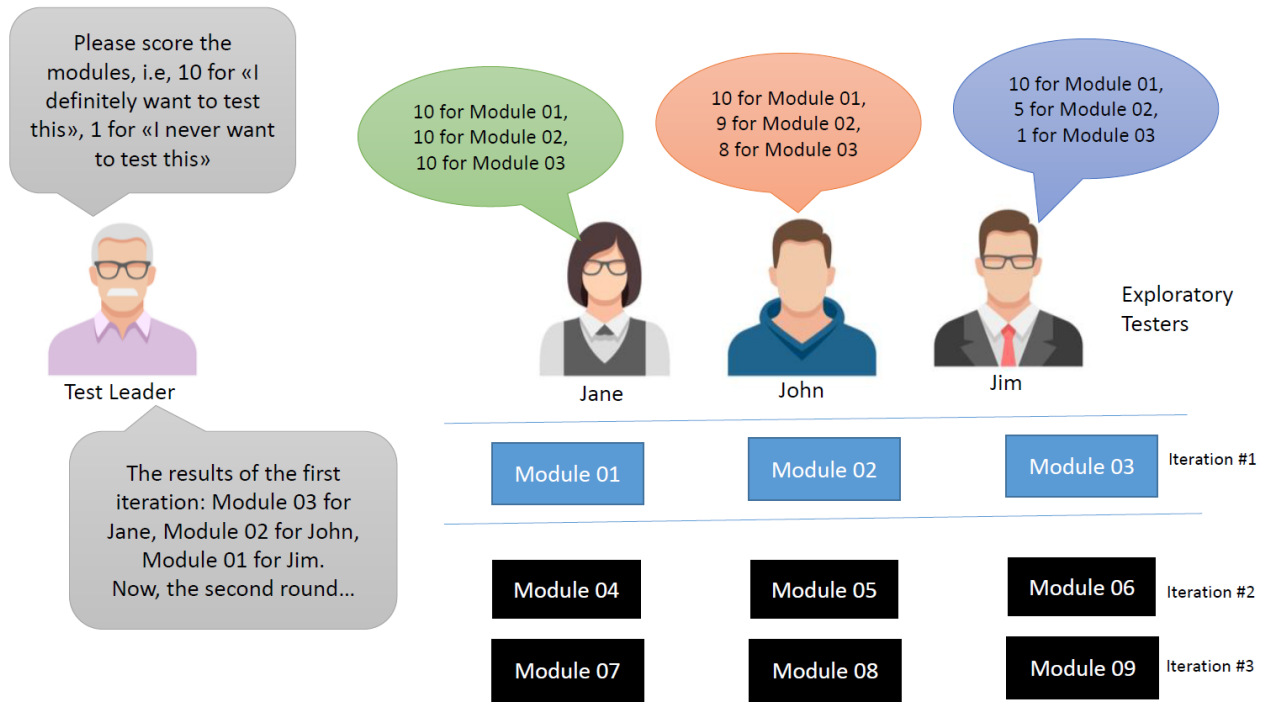 Please score the
modules, i.e, 10 for «I
definitely want to test
this», 1 for «I never want
to test this»
10 for Module 01,
10 for Module 02,
10 for Module 03
10 for Module 01,
9 for Module 02,
8 for Module 03
10 for Module 01,
5 for Module 02,
1 for Module 03
Exploratory
Testers
Test Leader
Jane
John
Jim
The results of the first
iteration: Module 03 for
Jane, Module 02 for John,
Module 01 for Jim.
Now, the second round...
Module 01
Module 02
Module 03
Iteration #1
Module 04
Module 05
Module 06
Iteration #2
Module 07
Module 08
Module 09
Iteration #3